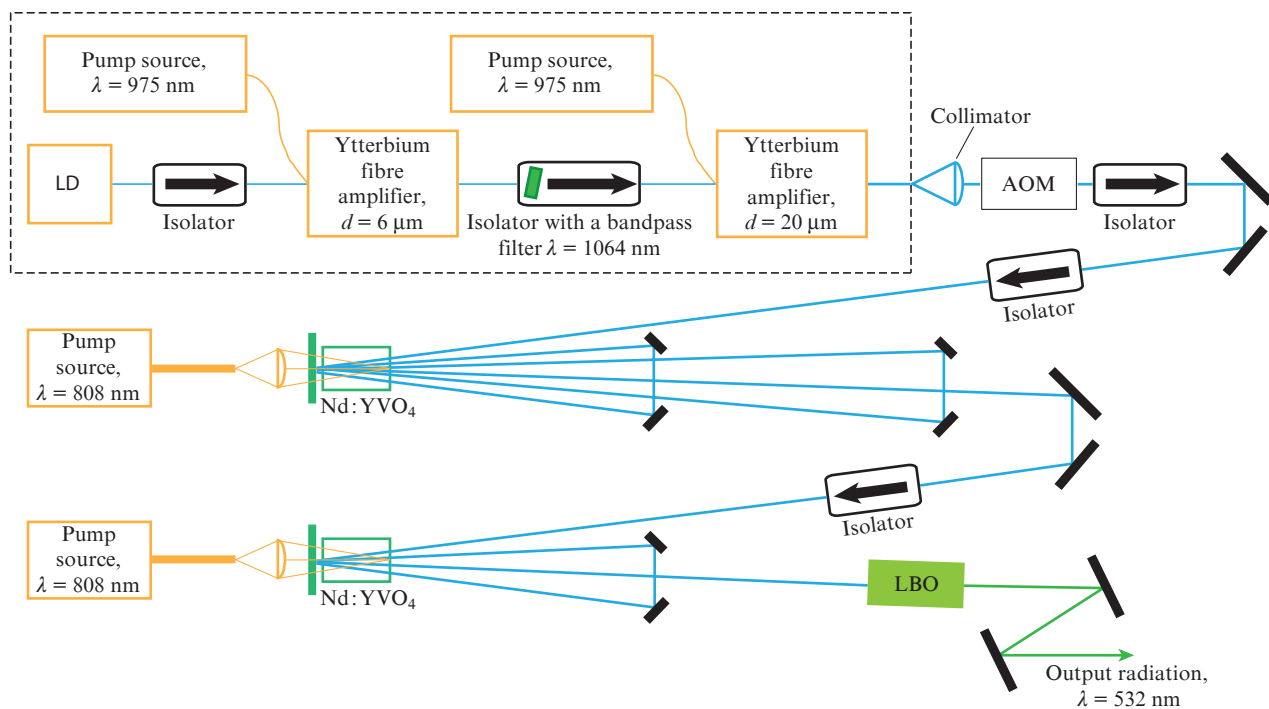 Pump source,
λ = 975 nm
Pump source,
λ = 975 nm
LD
Isolator
Ytterbium
fibre
amplifier,
d = 6 μm
Isolator with a bandpass
filter λ = 1064 nm
Ytterbium
fibre
amplifier,
d = 20 μm
Collimator
AOM
Isolator
Isolator
Pump
source,
λ = 808 nm
Nd:YVO₄
Isolator
Pump
source,
λ = 808 nm
Nd:YVO₄
LBO
Output radiation,
λ = 532 nm